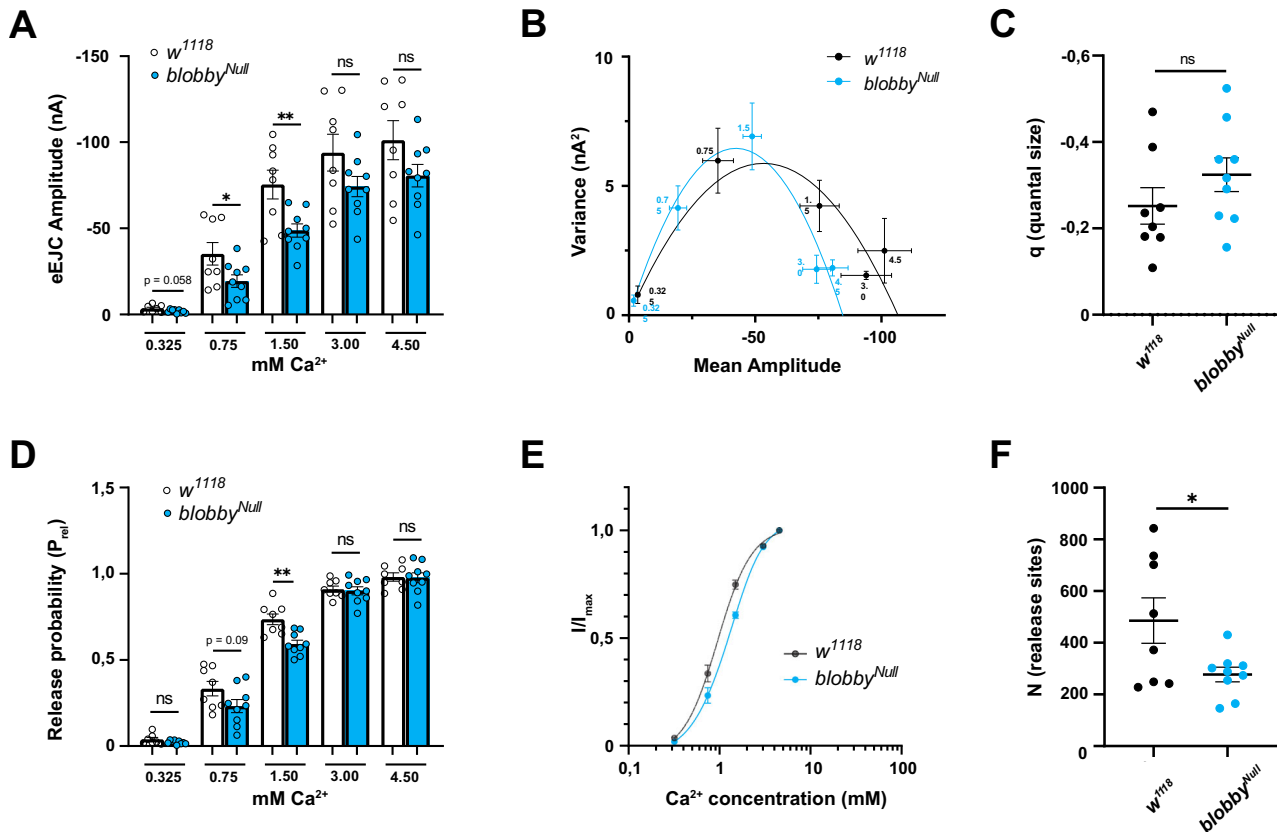 A
w1118
blobbyNull
eEJC Amplitude (nA)
-150
-100
-50
0
p = 0.058
*
**
ns
ns
0.325
0.75
1.50
3.00
4.50
mM Ca2+
B
w1118
blobbyNull
Variance (nA2)
10
5
0
0.32
5
0.32
5
0.7
5
0.75
1.5
1.
5
3.
0
4.
5
3.
0
4.5
0
-50
-100
Mean Amplitude
C
q (quantal size)
-0,6
-0,4
-0,2
0
ns
w1118
blobbyNull
D
w1118
blobbyNull
Release probability (Prel)
1,5
1,0
0,5
0
ns
p = 0.09
**
ns
ns
0.325
0.75
1.50
3.00
4.50
mM Ca2+
E
I/Imax
1,0
0,5
0
w1118
blobbyNull
0,1
1
10
100
Ca2+ concentration (mM)
F
N (realease sites)
1000
800
600
400
200
0
*
w1118
blobbyNull